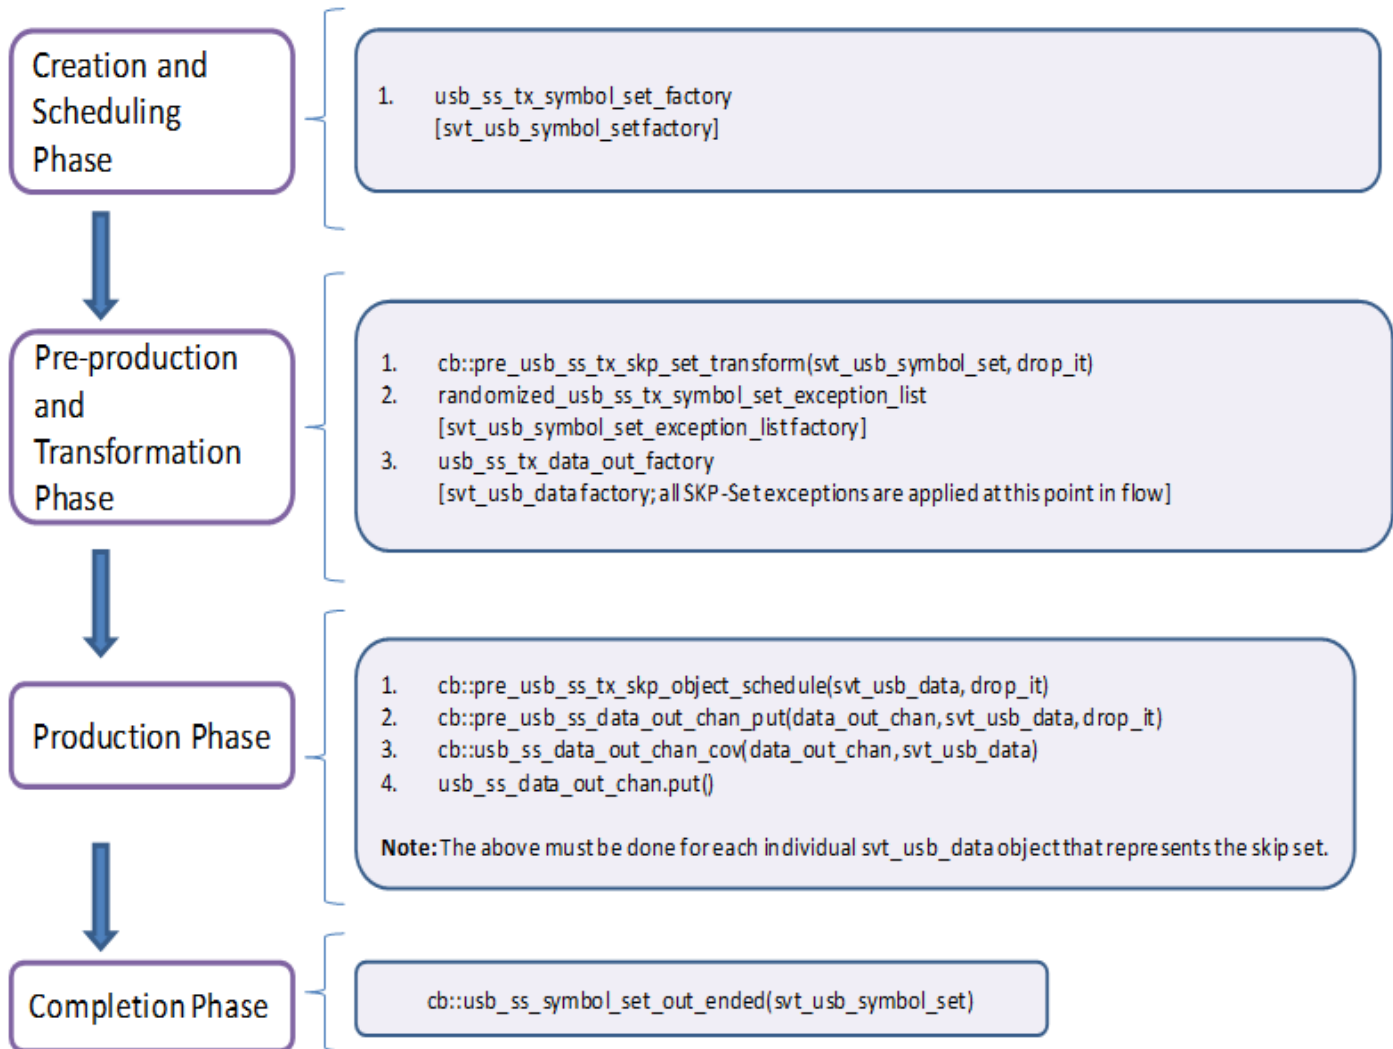 Creation and
Scheduling
Phase
1. usb_ss_tx_symbol_set_factory
[svt_usb_symbol_set factory]
Pre-production
and
Transformation
Phase
1. cb::pre_usb_ss_tx_skp_set_transform(svt_usb_symbol_set, drop_it)
2. randomized_usb_ss_tx_symbol_set_exception_list
[svt_usb_symbol_set_exception_list factory]
3. usb_ss_tx_data_out_factory
[svt_usb_data factory; all SKP-Set exceptions are applied at this point in flow]
Production Phase
1. cb::pre_usb_ss_tx_skp_object_schedule(svt_usb_data, drop_it)
2. cb::pre_usb_ss_data_out_chan_put(data_out_chan, svt_usb_data, drop_it)
3. cb::usb_ss_data_out_chan_cov(data_out_chan, svt_usb_data)
4. usb_ss_data_out_chan.put()
Note: The above must be done for each individual svt_usb_data object that represents the skip set.
Completion Phase
cb::usb_ss_symbol_set_out_ended(svt_usb_symbol_set)